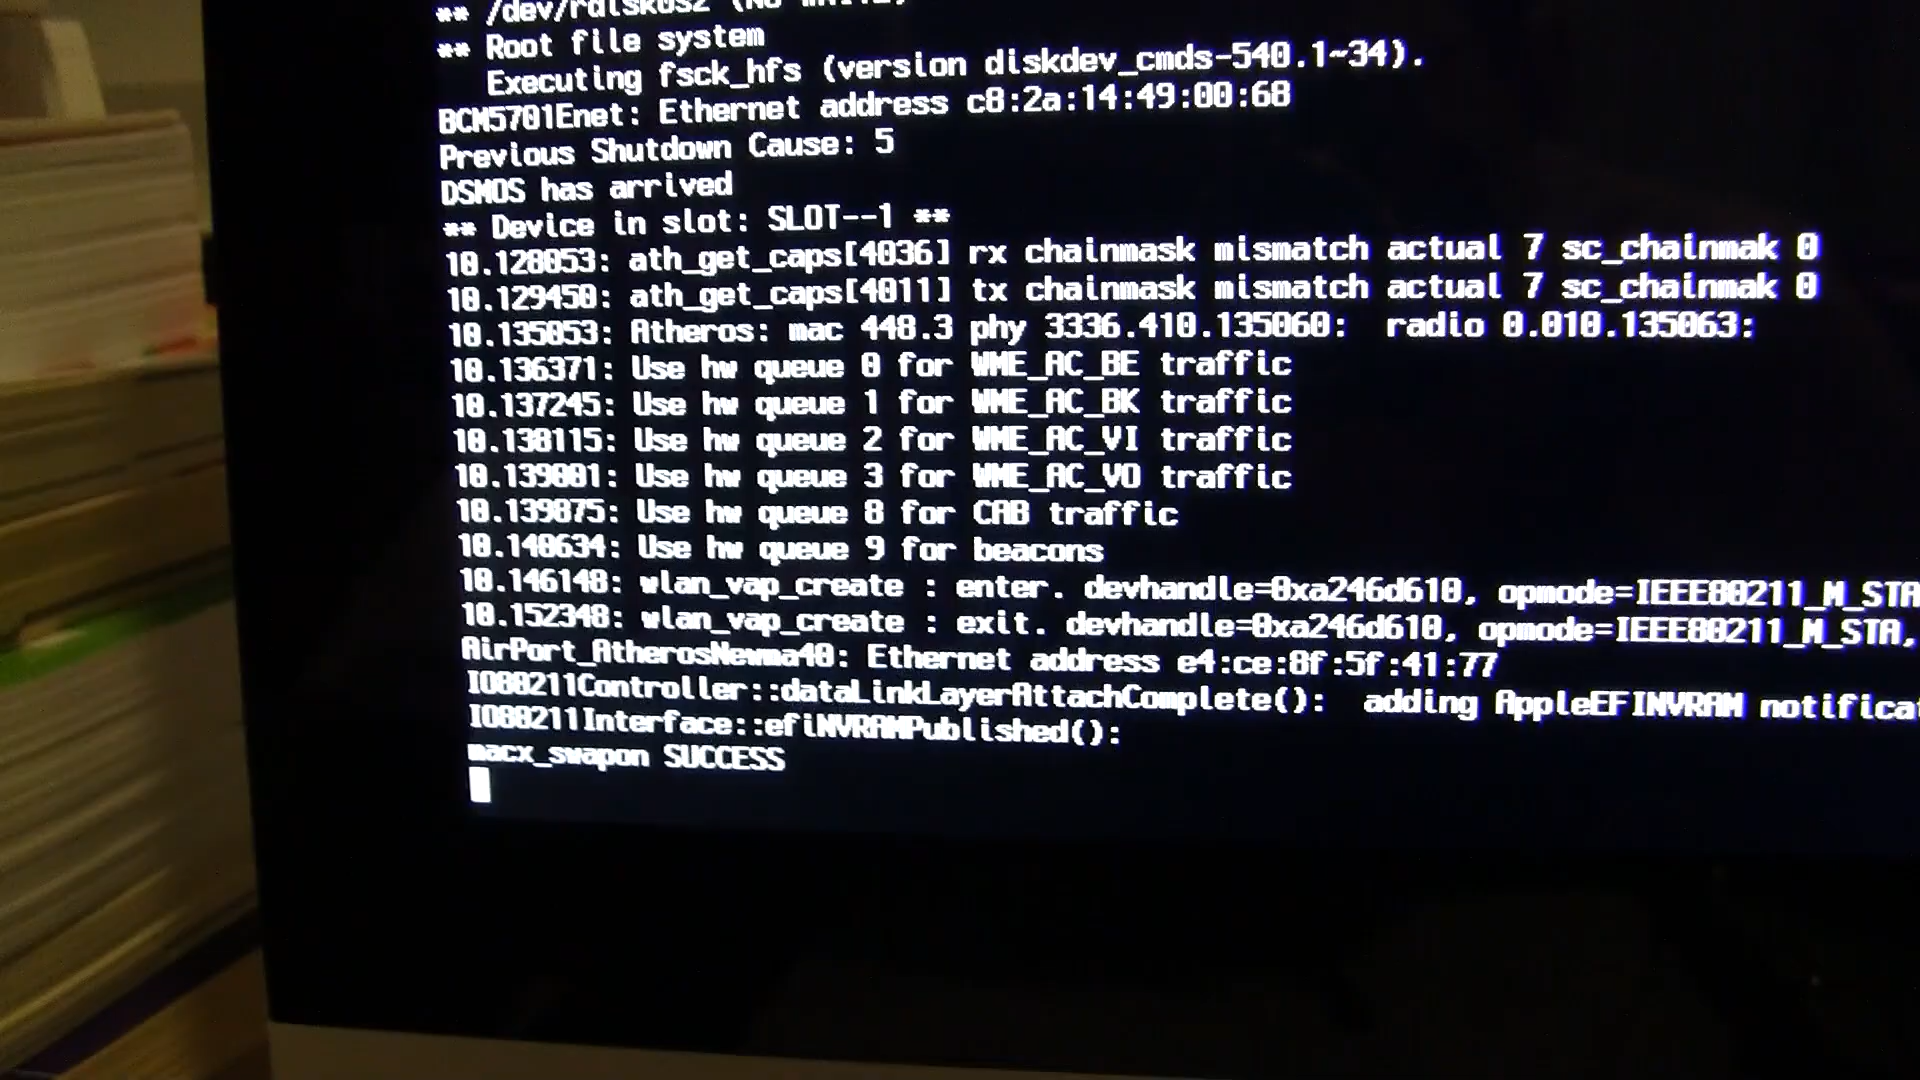 ** /dev/rdisk0s2 (No
** Root file system
Executing fsck_hfs (version diskdev_cmds-540.1~34).
BCM5701Enet: Ethernet address c8:2a:14:49:00:68
Previous Shutdown Cause: 5
DSMOS has arrived
** Device in slot: SLOT--1 **
10.128053: ath_get_caps[4036] rx chainmask mismatch actual 7 sc_chainmak 0
10.129450: ath_get_caps[4011] tx chainmask mismatch actual 7 sc_chainmak 0
10.135053: Atheros: mac 448.3 phy 3336.410.135060: radio 0.010.135063:
10.136371: Use hw queue 0 for WME_AC_BE traffic
10.137245: Use hw queue 1 for WME_AC_BK traffic
10.138115: Use hw queue 2 for WME_AC_VI traffic
10.139001: Use hw queue 3 for WME_AC_VO traffic
10.139875: Use hw queue 8 for CAB traffic
10.140634: Use hw queue 9 for beacons
10.146148: wlan_vap_create : enter. devhandle=0xa246d610, opmode=IEEE80211_M_STA
10.152348: wlan_vap_create : exit. devhandle=0xa246d610, opmode=IEEE80211_M_STA,
AirPort_AtherosNewma40: Ethernet address e4:ce:8f:5f:41:77
IO80211Controller::dataLinkLayerAttachComplete(): adding AppleEFINVRAM notificat
IO80211Interface::efiNVRAMPublished():
macx_swapon SUCCESS